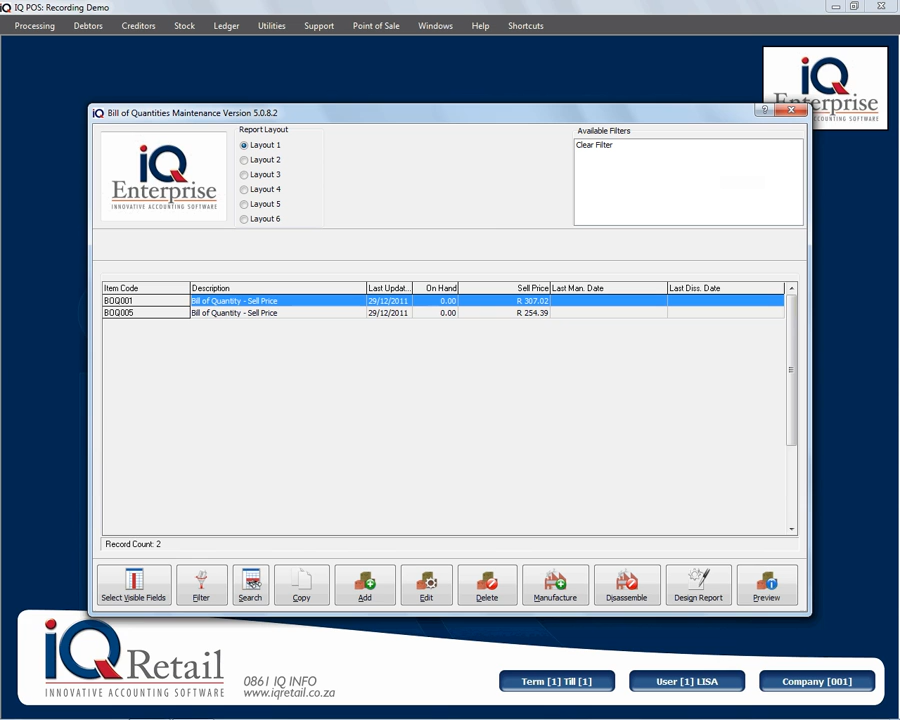 IQ POS: Recording Demo
Processing Debtors Creditors Stock Ledger Utilities Support Point of Sale Windows Help Shortcuts
iQ
Enterprise
INNOVATIVE ACCOUNTING SOFTWARE
Bill of Quantities Maintenance Version 5.0.8.2
iQ
Enterprise
INNOVATIVE ACCOUNTING SOFTWARE
Report Layout
Layout 1
Layout 2
Layout 3
Layout 4
Layout 5
Layout 6
Available Filters
Clear Filter
Item Code Description Last Updat... On Hand Sell Price Last Man. Date Last Diss. Date
BOQ001 Bill of Quantity - Sell Price 29/12/2011 0.00 R 307.02
BOQ005 Bill of Quantity - Sell Price 29/12/2011 0.00 R 254.39
Record Count: 2
Select Visible Fields Filter Search Copy Add Edit Delete Manufacture Disassemble Design Report Preview
iQ Retail
INNOVATIVE ACCOUNTING SOFTWARE
0861 IQ INFO
www.iqretail.co.za
Term [1] Till [1] User [1] LISA Company [001]